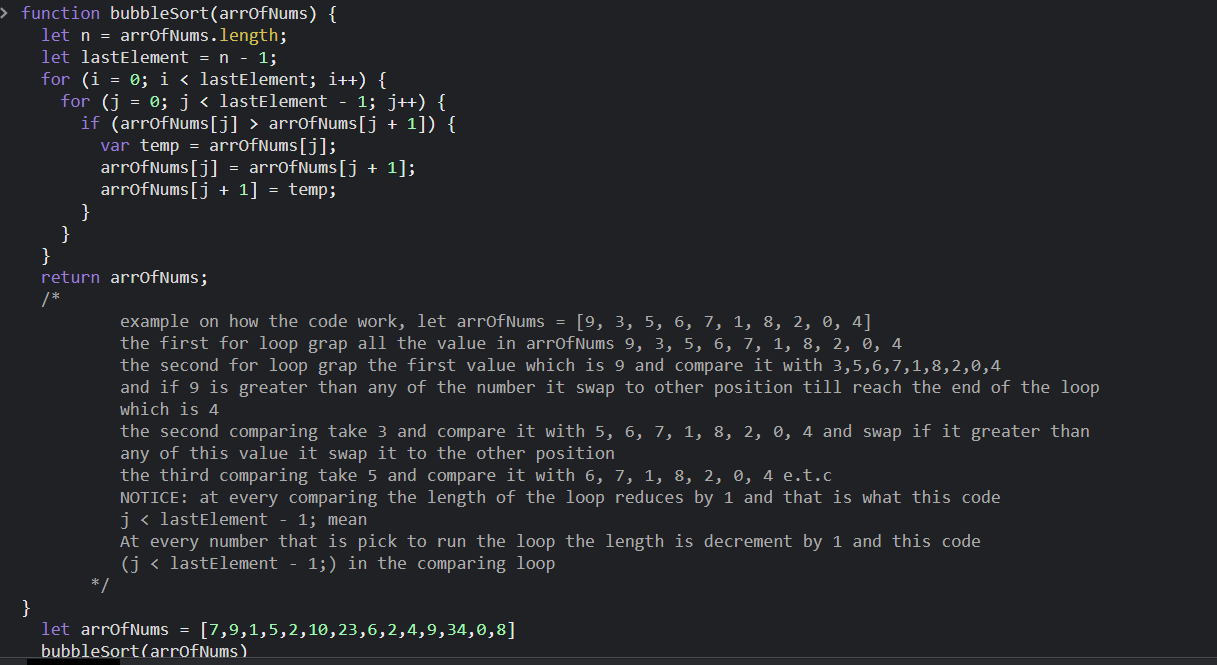 function bubbleSort(arrOfNums) {
let n = arrOfNums.length;
let lastElement = n - 1;
for (i = 0; i < lastElement; i++) {
for (j = 0; j < lastElement - 1; j++) {
if (arrOfNums[j] > arrOfNums[j + 1]) {
var temp = arrOfNums[j];
arrOfNums[j] = arrOfNums[j + 1];
arrOfNums[j + 1] = temp;
}
}
}
return arrOfNums;
/*
example on how the code work, let arrOfNums = [9, 3, 5, 6, 7, 1, 8, 2, 0, 4]
the first for loop grap all the value in arrOfNums 9, 3, 5, 6, 7, 1, 8, 2, 0, 4
the second for loop grap the first value which is 9 and compare it with 3,5,6,7,1,8,2,0,4
and if 9 is greater than any of the number it swap to other position till reach the end of the loop
which is 4
the second comparing take 3 and compare it with 5, 6, 7, 1, 8, 2, 0, 4 and swap if it greater than
any of this value it swap it to the other position
the third comparing take 5 and compare it with 6, 7, 1, 8, 2, 0, 4 e.t.c
NOTICE: at every comparing the length of the loop reduces by 1 and that is what this code
j < lastElement - 1; mean
At every number that is pick to run the loop the length is decrement by 1 and this code
(j < lastElement - 1;) in the comparing loop
*/
}
let arrOfNums = [7,9,1,5,2,10,23,6,2,4,9,34,0,8]
bubbleSort(arrOfNums)